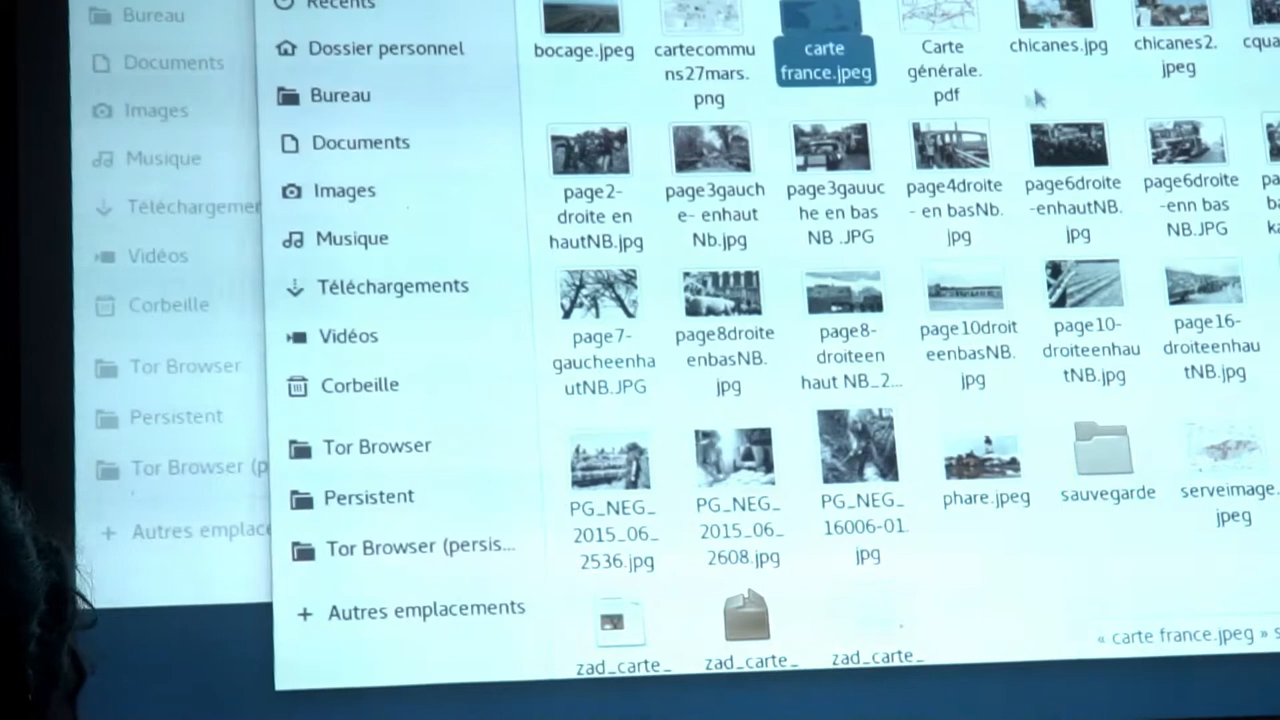 Bureau
Documents
Images
Musique
Téléchargemer
Vidéos
Corbeille
Tor Browser
Persistent
Tor Browser (p
+ Autres emplace
Récents
Dossier personnel
Bureau
Documents
Images
Musique
Téléchargements
Vidéos
Corbeille
Tor Browser
Persistent
Tor Browser (persis...
+ Autres emplacements
bocage.jpeg
cartecommu
ns27mars.
png
carte
france.jpeg
Carte
générale.
pdf
chicanes.jpg
chicanes2.
jpeg
cqua
page2-
droite en
hautNB.jpg
page3gauch
e- enhaut
Nb.jpg
page3gauuc
he en bas
NB .JPG
page4droite
- en basNb.
jpg
page6droite
-enhautNB.
jpg
page6droite
-enn bas
NB.JPG
page7-
gaucheenha
utNB.JPG
page8droite
enbasNB.
jpg
page8-
droiteen
haut NB_2...
page10droit
eenbasNB.
jpg
page10-
droiteenhau
tNB.jpg
page16-
droiteenhau
tNB.jpg
PG_NEG_
2015_06_
2536.jpg
PG_NEG_
2015_06_
2608.jpg
PG_NEG_
16006-01.
jpg
phare.jpeg
sauvegarde
serveimage.
jpeg
zad_carte_
zad_carte_
zad_carte_
« carte france.jpeg » s